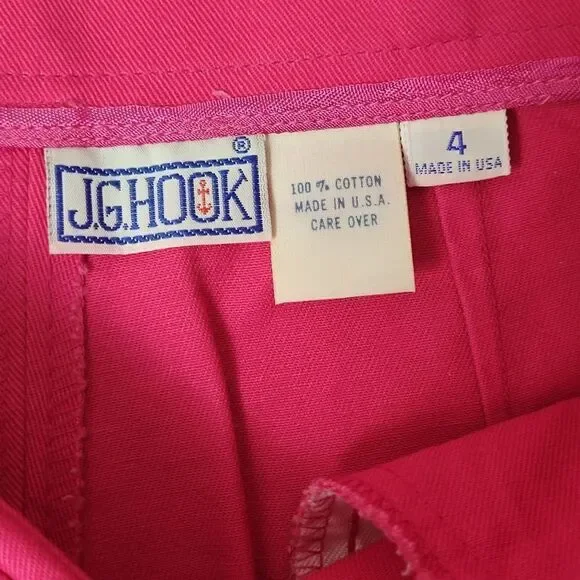 J.G.HOOK ®
100 % COTTON
MADE IN U.S.A.
CARE OVER
4
MADE IN USA